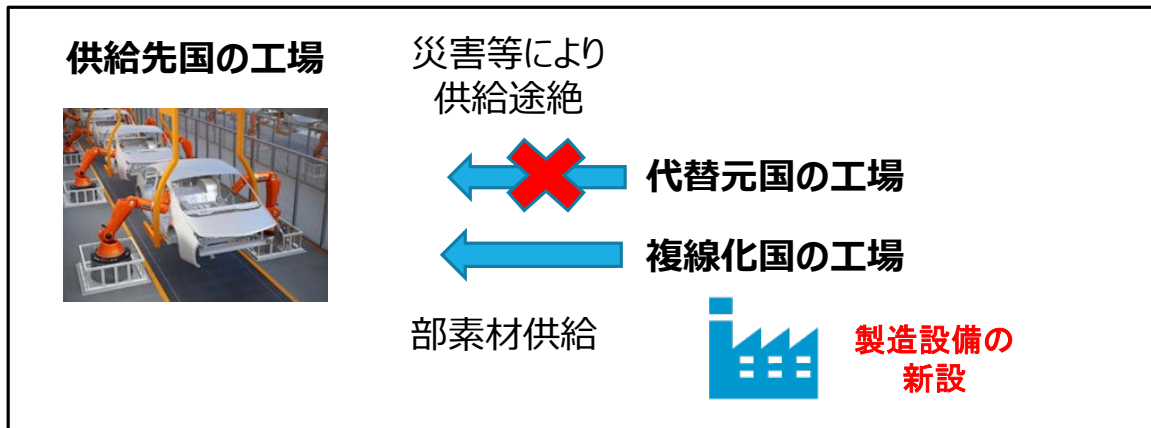 供給先国の工場
災害等により
供給途絶
代替元国の工場
複線化国の工場
部素材供給
製造設備の
新設